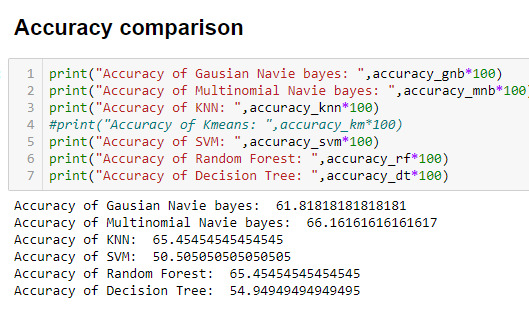 Accuracy comparison
1 print("Accuracy of Gausian Navie bayes: ",accuracy_gnb*100)
2 print("Accuracy of Multinomial Navie bayes: ",accuracy_mnb*100)
3 print("Accuracy of KNN: ",accuracy_knn*100)
4 #print("Accuracy of Kmeans: ",accuracy_km*100)
5 print("Accuracy of SVM: ",accuracy_svm*100)
6 print("Accuracy of Random Forest: ",accuracy_rf*100)
7 print("Accuracy of Decision Tree: ",accuracy_dt*100)
Accuracy of Gausian Navie bayes:  61.81818181818181
Accuracy of Multinomial Navie bayes:  66.16161616161617
Accuracy of KNN:  65.45454545454545
Accuracy of SVM:  50.505050505050505
Accuracy of Random Forest:  65.45454545454545
Accuracy of Decision Tree:  54.94949494949495